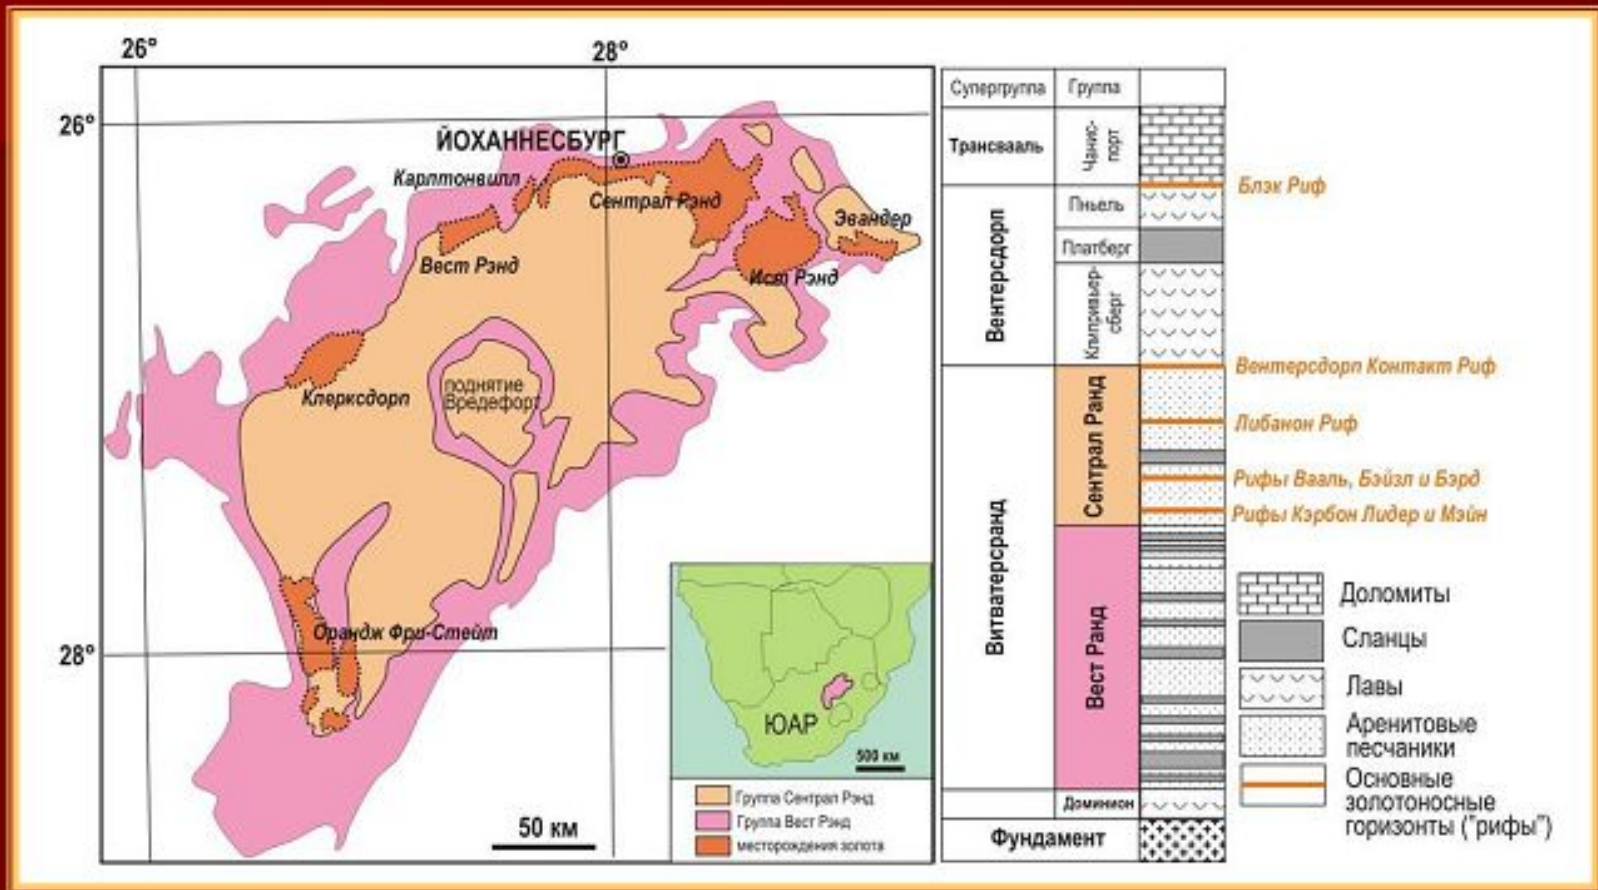 26°
28°
26°
ЙОХАННЕСБУРГ
Карлтонвилл
Сентрал Рэнд
Эвандер
Вест Рэнд
Ист Рэнд
Клерксдорп
поднятие
Вредефорт
Орандж Фри-Стейт
28°
50 км
ЮАР
500 км
Группа Сентрал Рэнд
Группа Вест Рэнд
месторождения золота
Супергруппа
Группа
Трансвааль
Чанис-
порт
Блэк Риф
Вентерсдорп
Пньель
Платберг
Клипривьер-
сберг
Вентерсдорп Контакт Риф
Витватерсранд
Сентрал Ранд
Либанон Риф
Рифы Вааль, Бэйзл и Бэрд
Рифы Кэрбон Лидер и Мэйн
Вест Ранд
Доминион
Фундамент
Доломиты
Сланцы
Лавы
Аренитовые
песчаники
Основные
золотоносные
горизонты ("рифы")